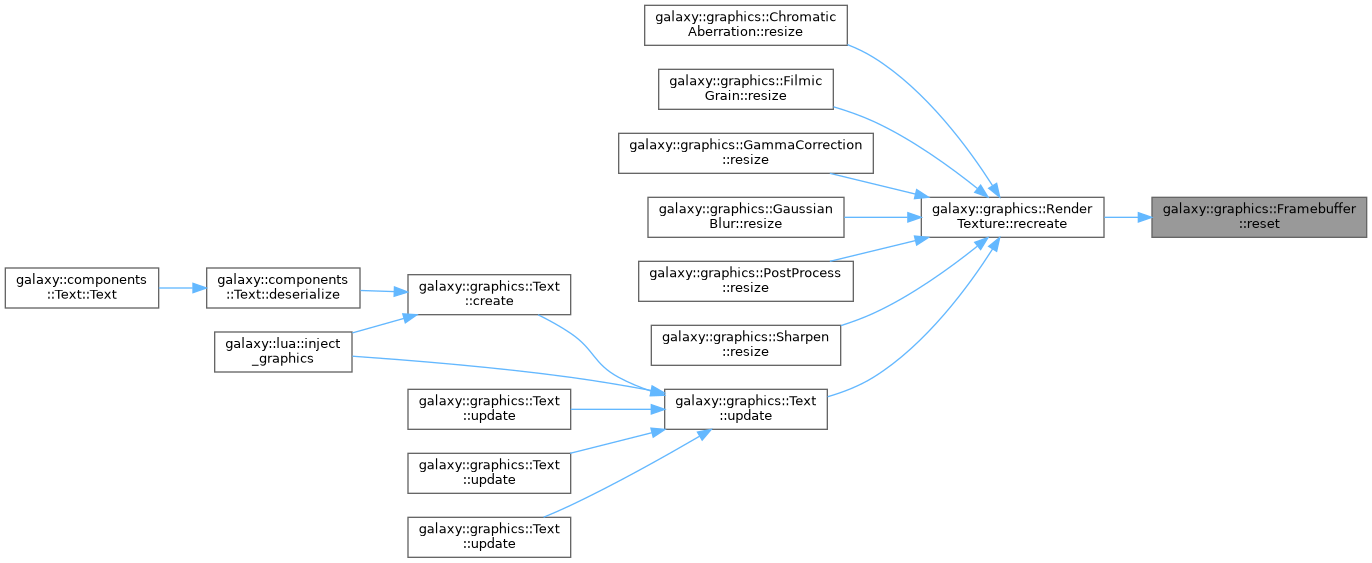 galaxy::graphics::Chromatic
Aberration::resize
galaxy::graphics::Filmic
Grain::resize
galaxy::graphics::GammaCorrection
::resize
galaxy::graphics::Gaussian
Blur::resize
galaxy::graphics::Render
Texture::recreate
galaxy::graphics::Framebuffer
::reset
galaxy::graphics::PostProcess
::resize
galaxy::components
::Text::Text
galaxy::components
::Text::deserialize
galaxy::graphics::Text
::create
galaxy::lua::inject
_graphics
galaxy::graphics::Sharpen
::resize
galaxy::graphics::Text
::update
galaxy::graphics::Text
::update
galaxy::graphics::Text
::update
galaxy::graphics::Text
::update